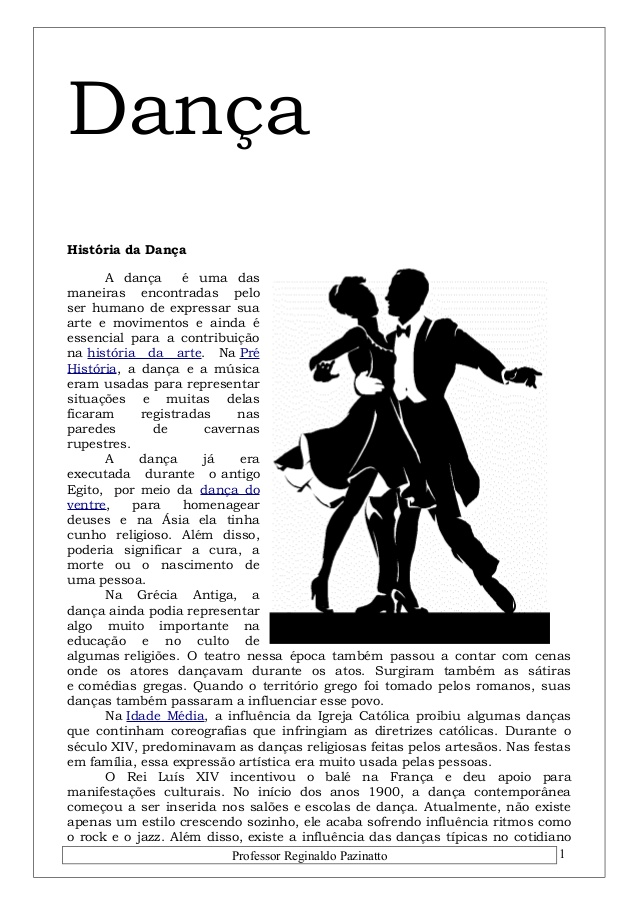 Dança
História da Dança
A dança é uma das
maneiras encontradas pelo
ser humano de expressar sua
arte e movimentos e ainda é
essencial para a contribuição
na história da arte. Na Pré
História, a dança e a música
eram usadas para representar
situações e muitas delas
ficaram registradas nas
paredes de cavernas
rupestres.
A dança já era
executada durante o antigo
Egito, por meio da dança do
ventre, para homenagear
deuses e na Ásia ela tinha
cunho religioso. Além disso,
poderia significar a cura, a
morte ou o nascimento de
uma pessoa.
Na Grécia Antiga, a
dança ainda podia representar
algo muito importante na
educação e no culto de
algumas religiões. O teatro nessa época também passou a contar com cenas
onde os atores dançavam durante os atos. Surgiram também as sátiras
e comédias gregas. Quando o território grego foi tomado pelos romanos, suas
danças também passaram a influenciar esse povo.
Na Idade Média, a influência da Igreja Católica proibiu algumas danças
que continham coreografias que infringiam as diretrizes católicas. Durante o
século XIV, predominavam as danças religiosas feitas pelos artesãos. Nas festas
em família, essa expressão artística era muito usada pelas pessoas.
O Rei Luís XIV incentivou o balé na França e deu apoio para
manifestações culturais. No início dos anos 1900, a dança contemporânea
começou a ser inserida nos salões e escolas de dança. Atualmente, não existe
apenas um estilo crescendo sozinho, ele acaba sofrendo influência ritmos como
o rock e o jazz. Além disso, existe a influência das danças típicas no cotidiano
Professor Reginaldo Pazinatto 1